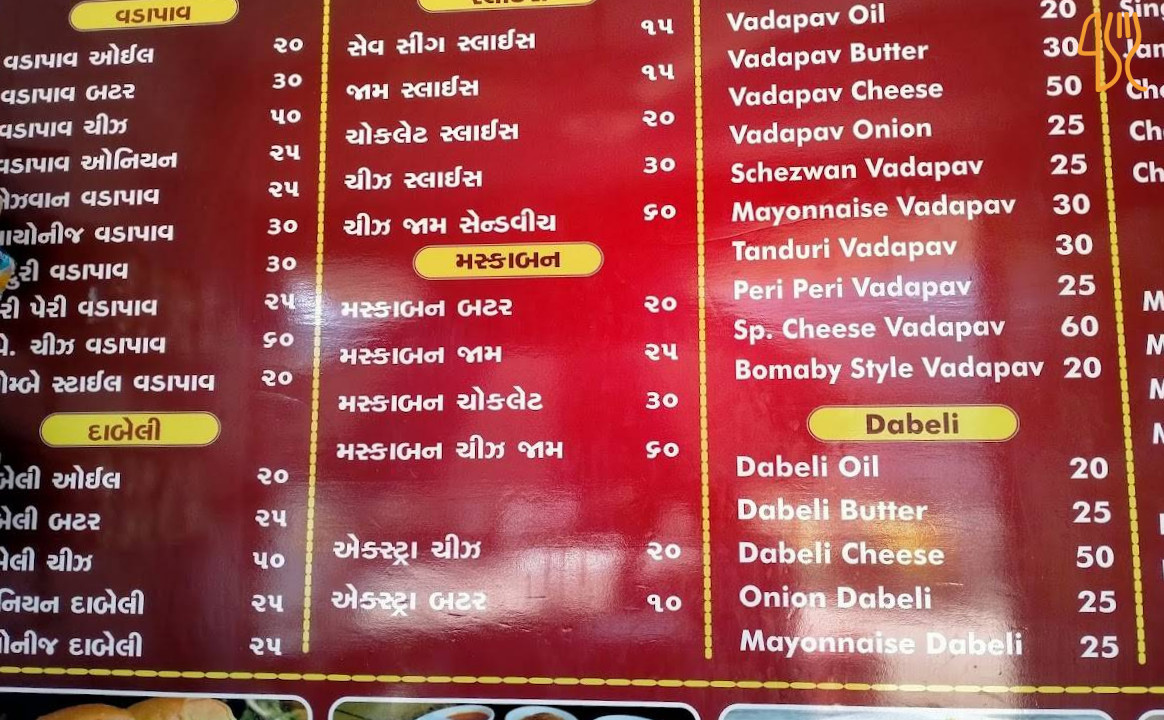 વડાપાવ
વડાપાવ ઓઈલ ૨૦
વડાપાવ બટર ૩૦
વડાપાવ ચીઝ ૫૦
વડાપાવ ઓનિયન ૨૫
વડાપાવ ૨૫
વડાપાવ ૩૦
વડાપાવ ૩૦
પેરી વડાપાવ ૨૫
ચીઝ વડાપાવ ૬૦
સ્ટાઈલ વડાપાવ ૨૦
દાબેલી
ઓઈલ ૨૦
બટર ૨૫
ચીઝ ૫૦
દાબેલી ૨૫
દાબેલી ૨૫
સેવ સીંગ સ્લાઈસ ૧૫
જામ સ્લાઈસ ૧૫
ચોકલેટ સ્લાઈસ ૨૦
ચીઝ સ્લાઈસ ૩૦
ચીઝ જામ સેન્ડવીચ ૬૦
મસ્કાબન
મસ્કાબન બટર ૨૦
મસ્કાબન જામ ૨૫
મસ્કાબન ચોકલેટ ૩૦
મસ્કાબન ચીઝ જામ ૬૦
એક્સ્ટ્રા ચીઝ ૨૦
એક્સ્ટ્રા બટર ૧૦
Vadapav Oil 20
Vadapav Butter 30
Vadapav Cheese 50
Vadapav Onion 25
Schezwan Vadapav 25
Mayonnaise Vadapav 30
Tanduri Vadapav 30
Peri Peri Vadapav 25
Sp. Cheese Vadapav 60
Bomaby Style Vadapav 20
Dabeli
Dabeli Oil 20
Dabeli Butter 25
Dabeli Cheese 50
Onion Dabeli 25
Mayonnaise Dabeli 25